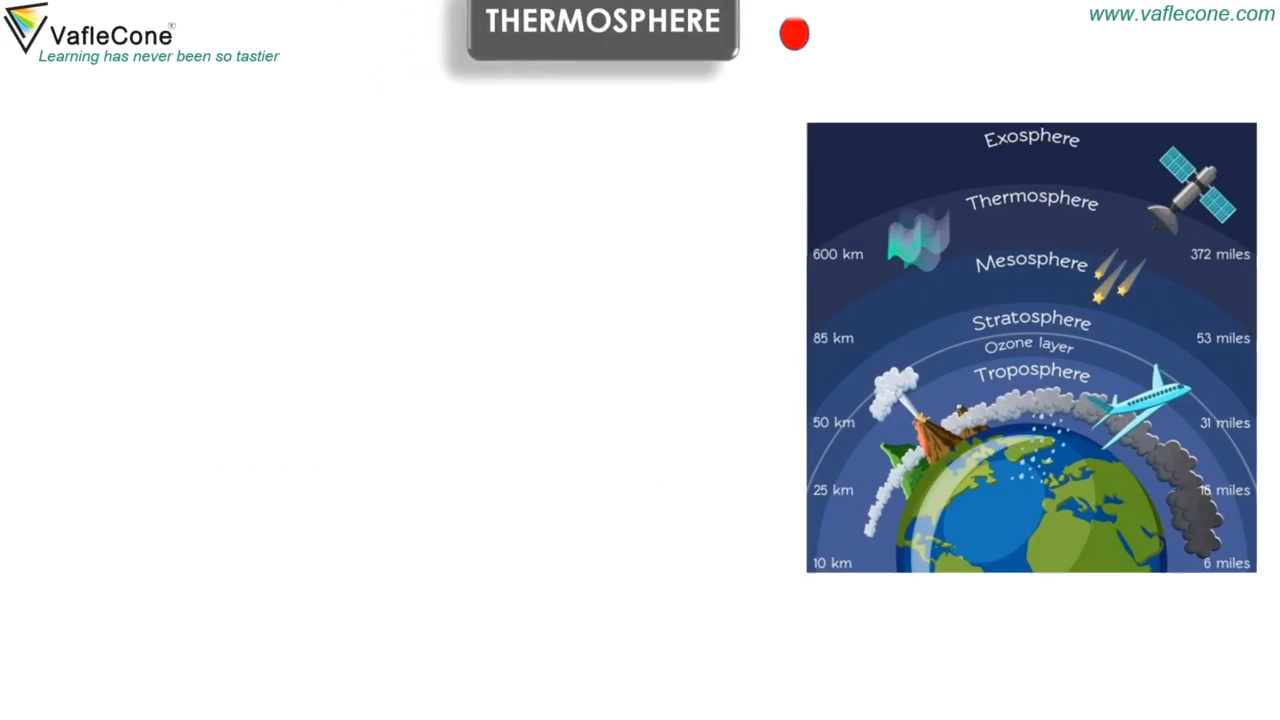 VafleCone®
Learning has never been so tastier
THERMOSPHERE
www.vaflecone.com
Exosphere
Thermosphere
600 km
372 miles
Mesosphere
Stratosphere
85 km
53 miles
Ozone layer
Troposphere
50 km
31 miles
25 km
16 miles
10 km
6 miles